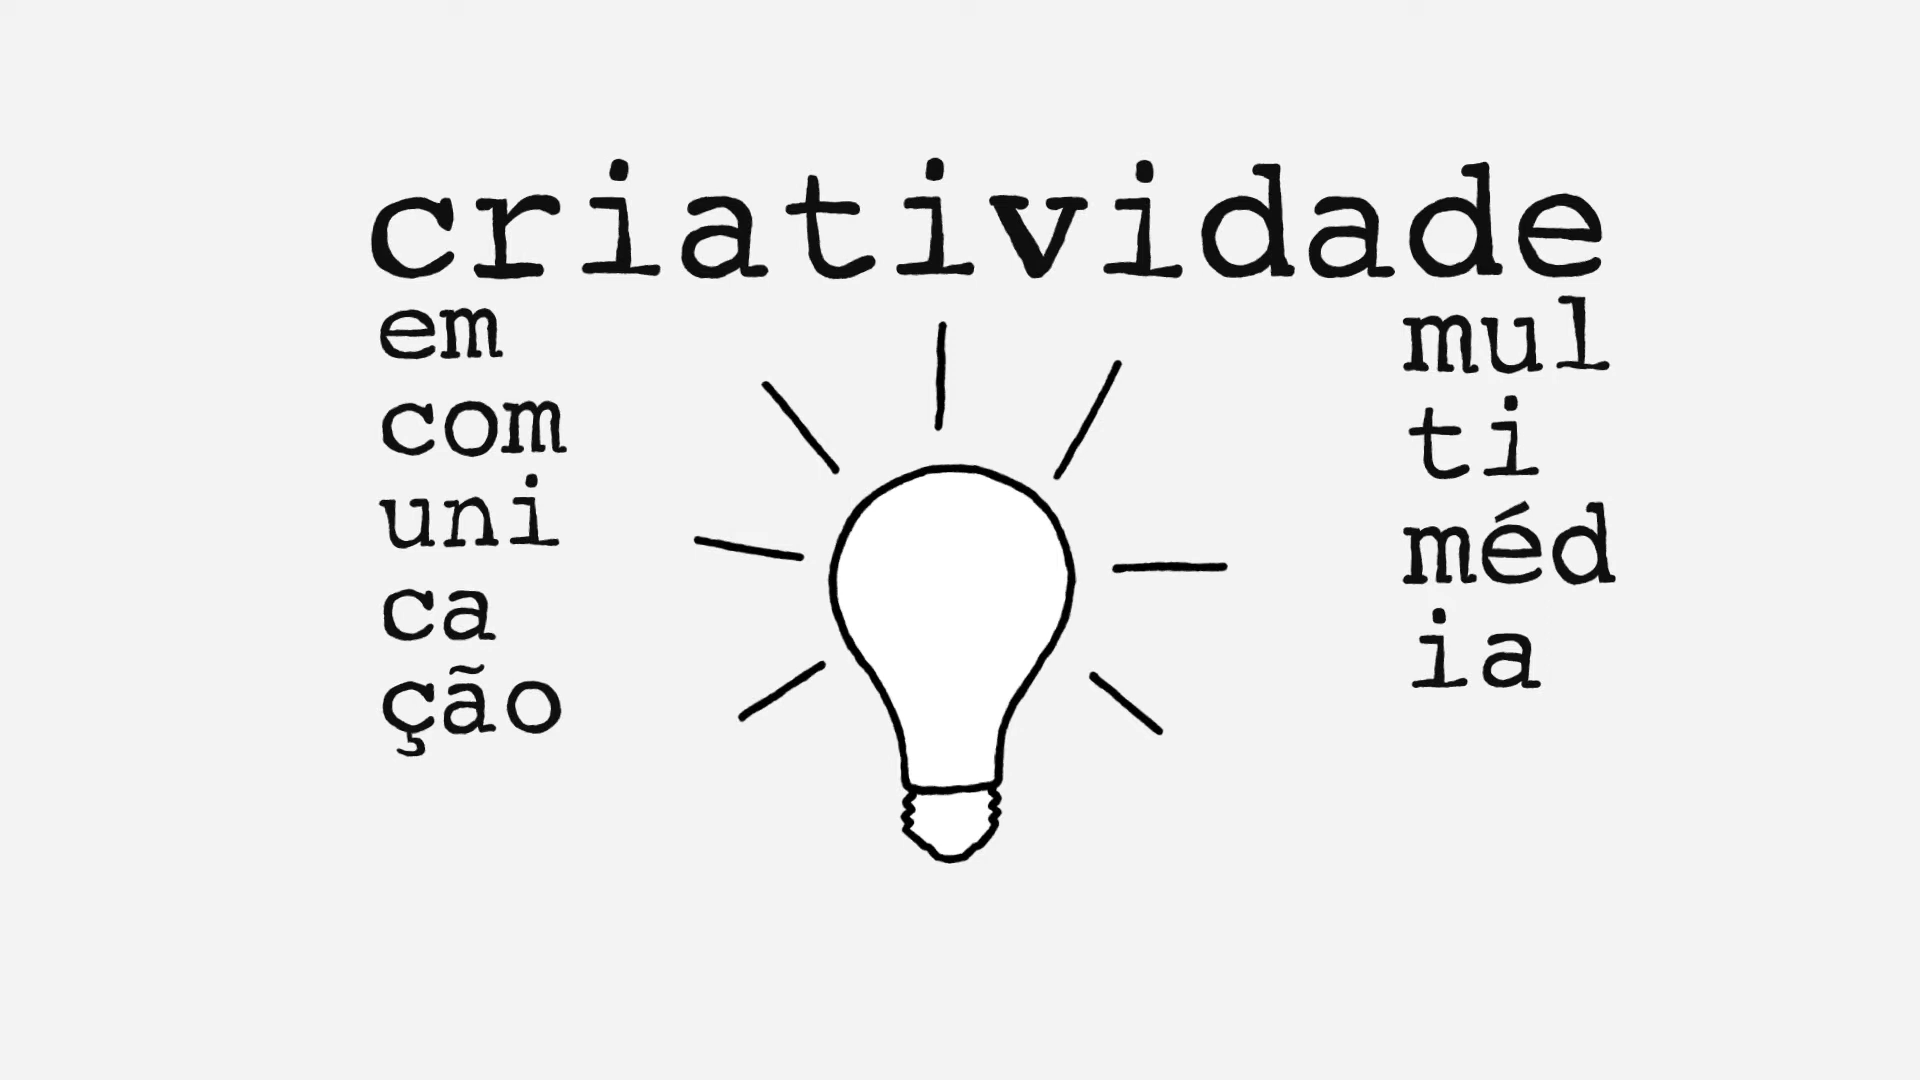 criatividade
em
com
uni
ca
ção
mul
ti
méd
ia